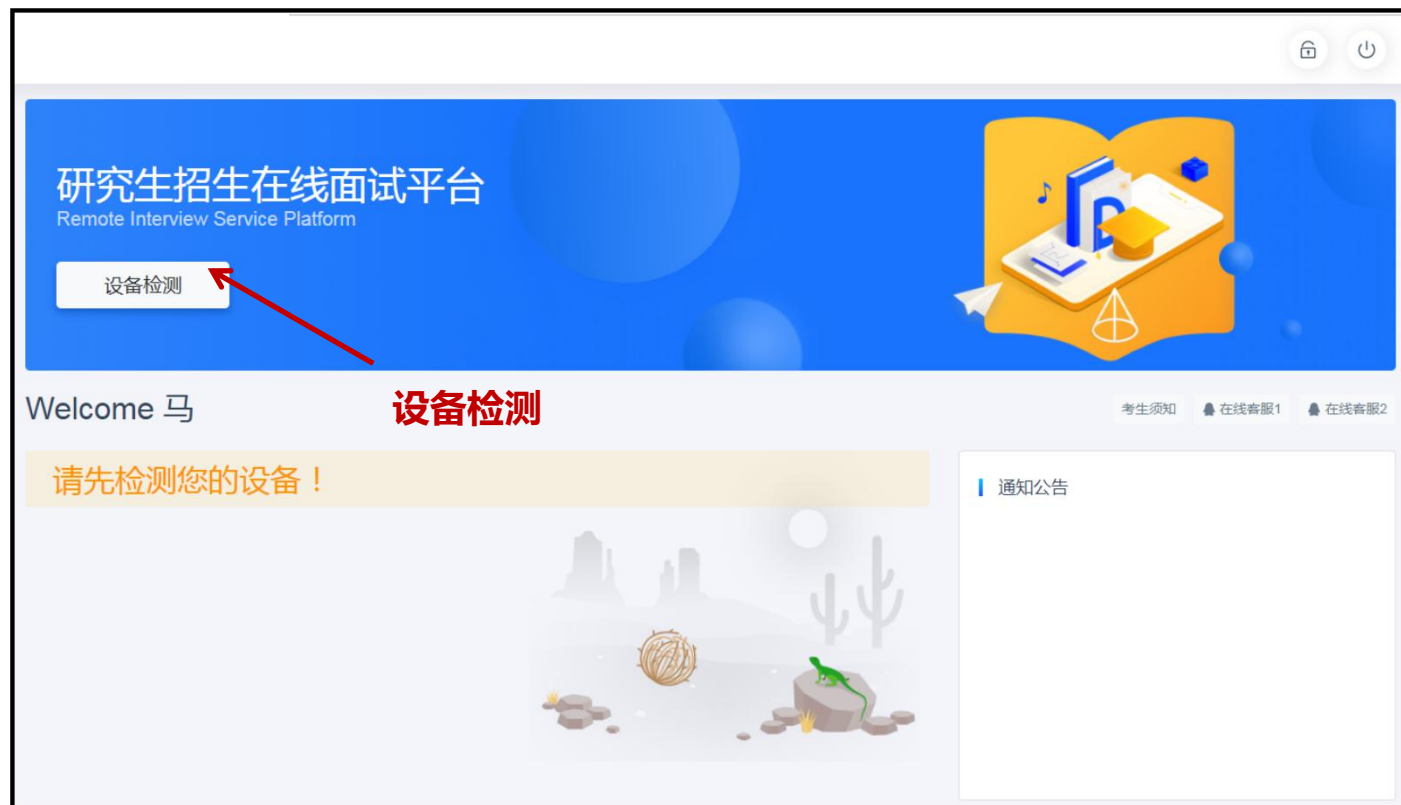 研究生招生在线面试平台
Remote Interview Service Platform
设备检测
设备检测
Welcome 马
考生须知 在线客服1 在线客服2
请先检测您的设备！
通知公告